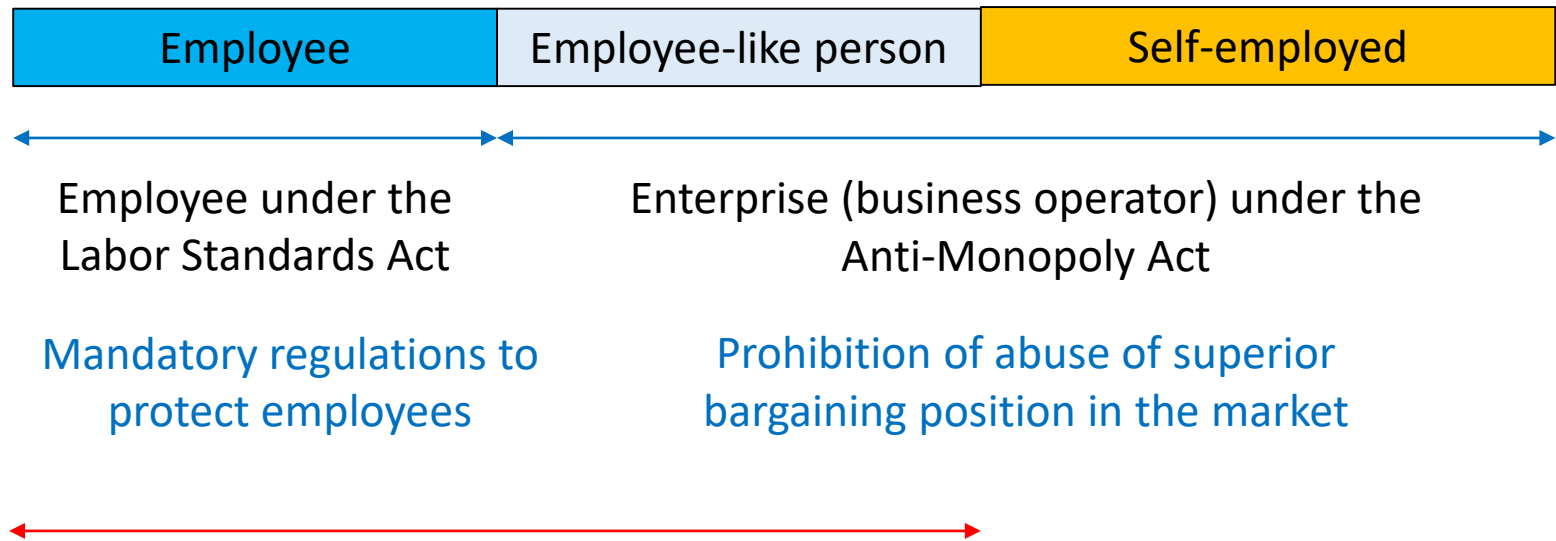 Employee
Employee-like person
Self-employed
Employee under the
Labor Standards Act
Enterprise (business operator) under the
Anti-Monopoly Act
Mandatory regulations to
protect employees
Prohibition of abuse of superior
bargaining position in the market